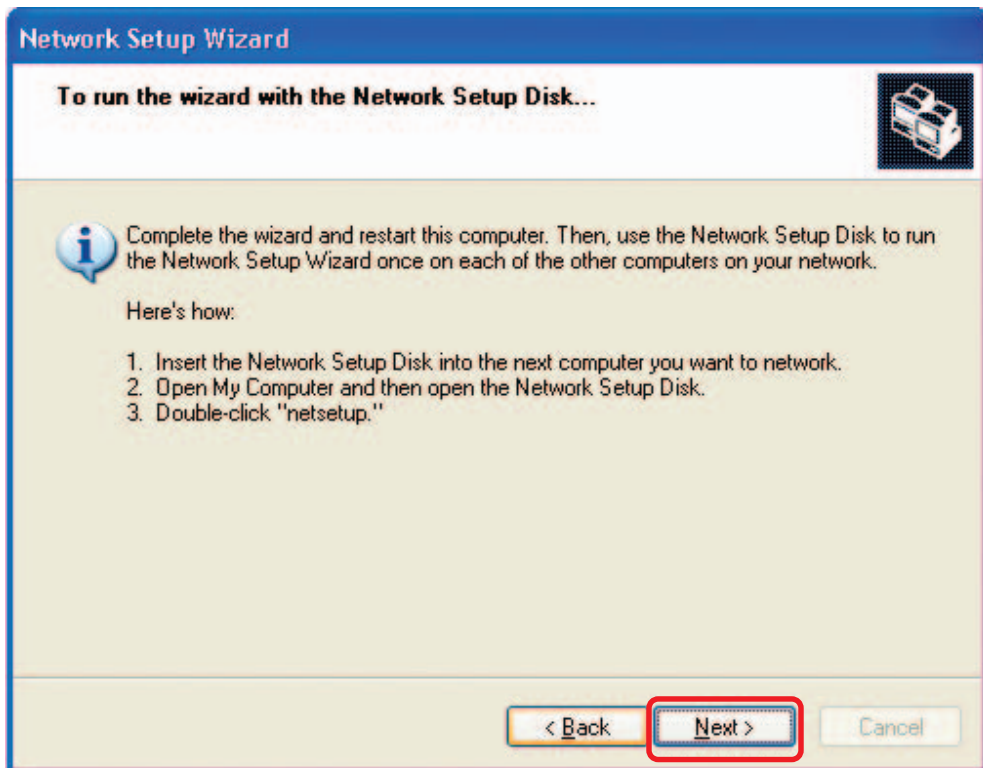 Network Setup Wizard
To run the wizard with the Network Setup Disk...
Complete the wizard and restart this computer. Then, use the Network Setup Disk to run
the Network Setup Wizard once on each of the other computers on your network.
Here's how:
1. Insert the Network Setup Disk into the next computer you want to network.
2. Open My Computer and then open the Network Setup Disk.
3. Double-click "netsetup."
< Back
Next >
Cancel